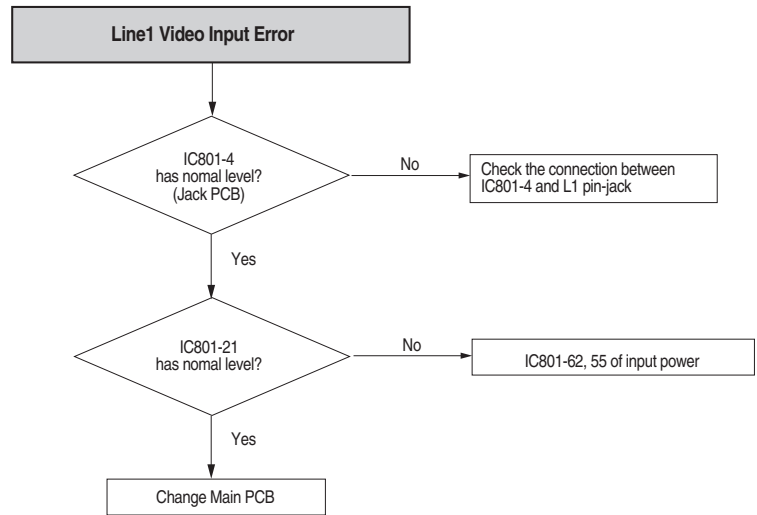 Line1 Video Input Error
IC801-4
has nomal level?
(Jack PCB)
No
Check the connection between
IC801-4 and L1 pin-jack
Yes
IC801-21
has nomal level?
No
IC801-62, 55 of input power
Yes
Change Main PCB